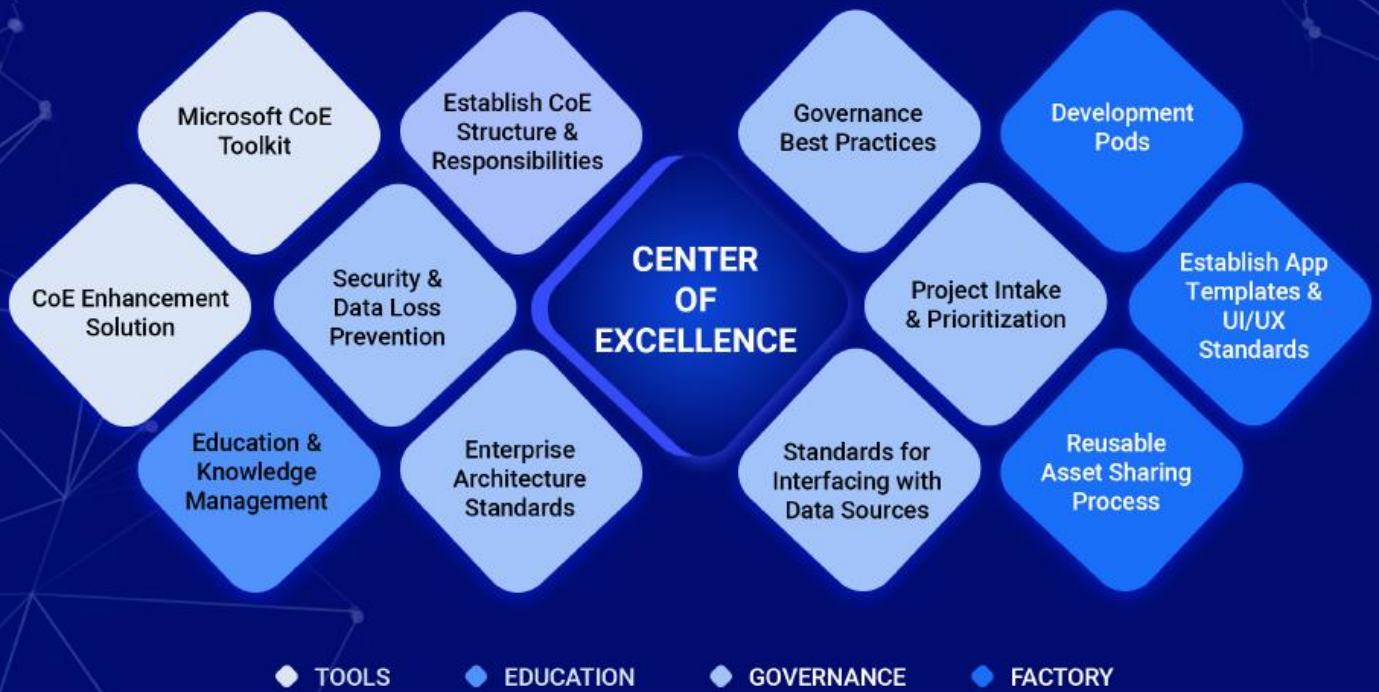 Microsoft CoE
Toolkit
Establish CoE
Structure &
Responsibilities
Governance
Best Practices
Development
Pods
CoE Enhancement
Solution
Security &
Data Loss
Prevention
CENTER
OF
EXCELLENCE
Project Intake
& Prioritization
Establish App
Templates &
UI/UX
Standards
Education &
Knowledge
Management
Enterprise
Architecture
Standards
Standards for
Interfacing with
Data Sources
Reusable
Asset Sharing
Process
TOOLS
EDUCATION
GOVERNANCE
FACTORY